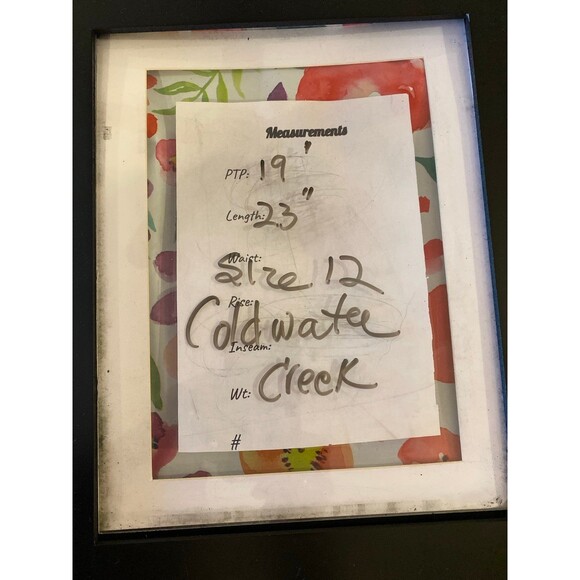 Measurements
PTP: 19"
Length: 23"
Waist:
Size 12
Rise:
Coldwater
Inseam:
Wt: Creek
#